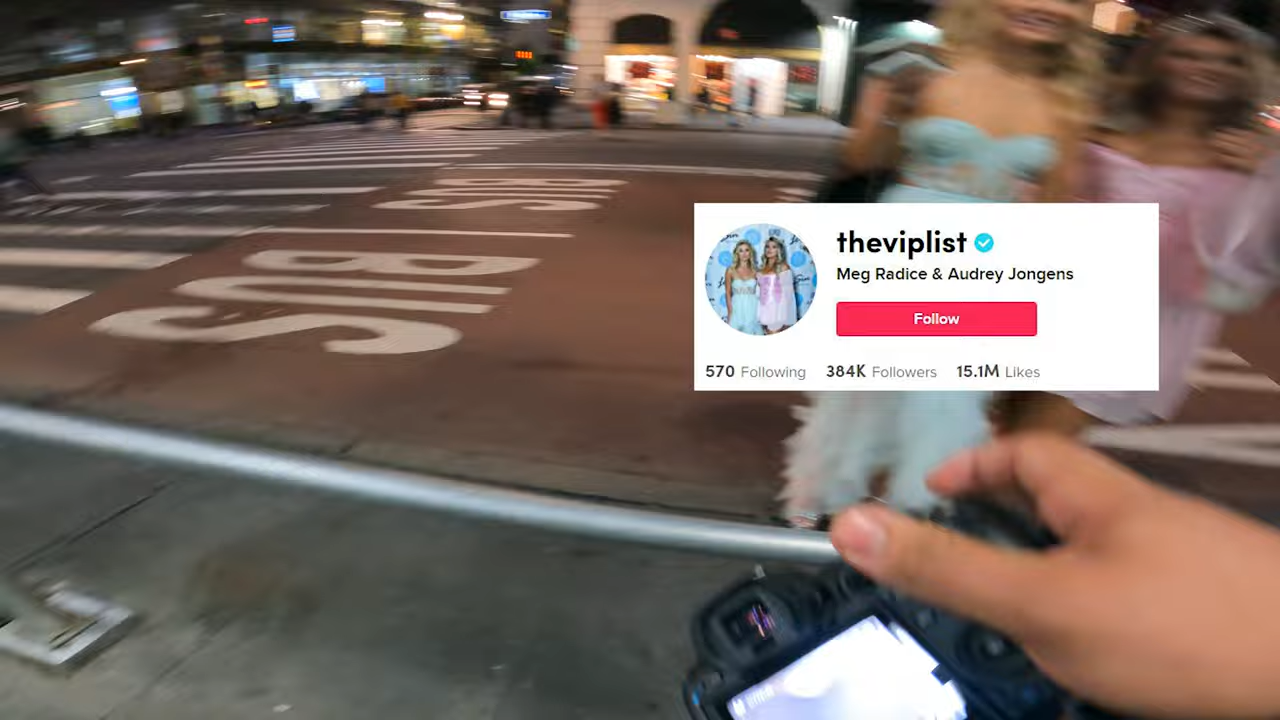 BUS
BUS
theviplist
Meg Radice & Audrey Jongens
Follow
570 Following 384K Followers 15.1M Likes